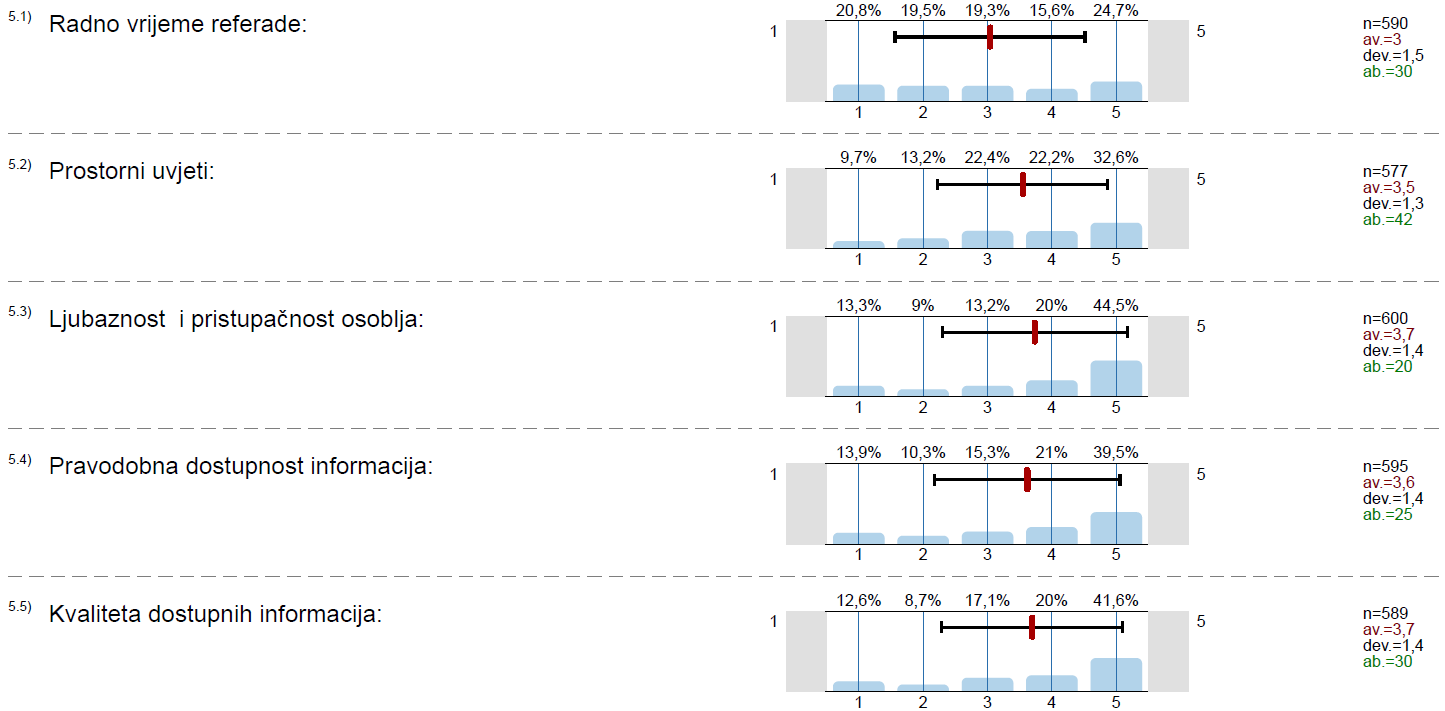 5.1) Radno vrijeme referade:
20,8% 19,5% 19,3% 15,6% 24,7%
1 5
1 2 3 4 5
n=590
av.=3
dev.=1,5
ab.=30
5.2) Prostorni uvjeti:
9,7% 13,2% 22,4% 22,2% 32,6%
1 5
1 2 3 4 5
n=577
av.=3,5
dev.=1,3
ab.=42
5.3) Ljubaznost i pristupačnost osoblja:
13,3% 9% 13,2% 20% 44,5%
1 5
1 2 3 4 5
n=600
av.=3,7
dev.=1,4
ab.=20
5.4) Pravodobna dostupnost informacija:
13,9% 10,3% 15,3% 21% 39,5%
1 5
1 2 3 4 5
n=595
av.=3,6
dev.=1,4
ab.=25
5.5) Kvaliteta dostupnih informacija:
12,6% 8,7% 17,1% 20% 41,6%
1 5
1 2 3 4 5
n=589
av.=3,7
dev.=1,4
ab.=30